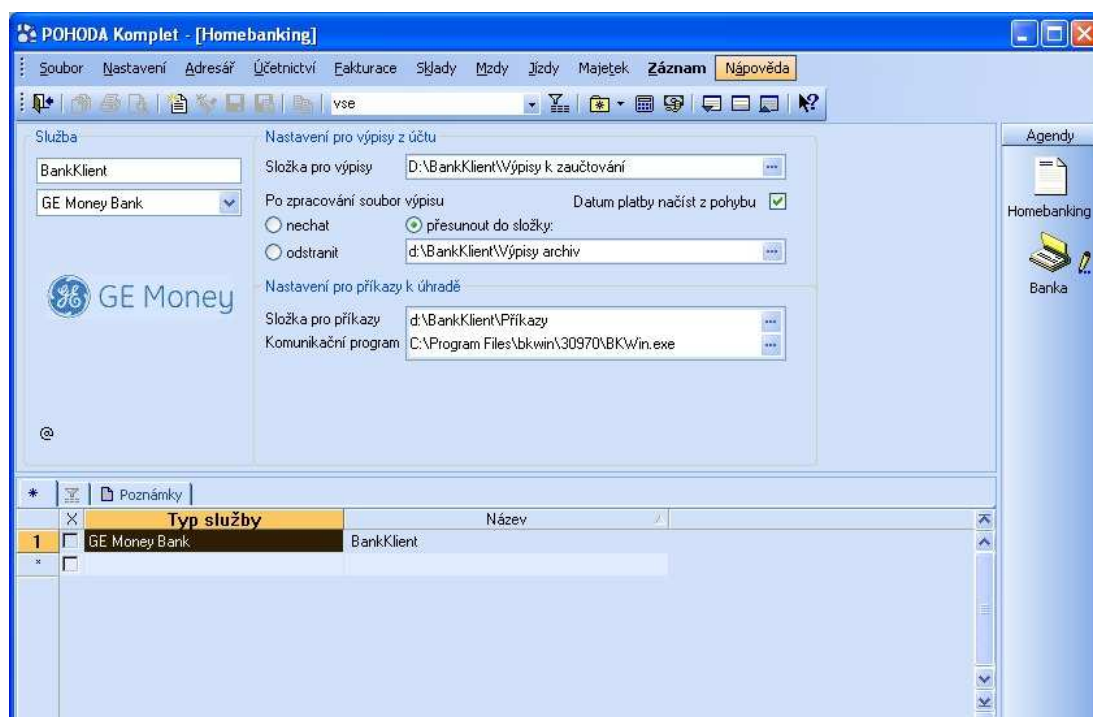 POHODA Komplet - [Homebanking]
Soubor Nastavení Adresář Účetnictví Fakturace Sklady Mzdy Jízdy Majetek Záznam Nápověda
vse
Služba
BankKlient
GE Money Bank
GE Money
@
Nastavení pro výpisy z účtu
Složka pro výpisy D:\BankKlient\Výpisy k zaučtování
Po zpracování soubor výpisu Datum platby načíst z pohybu
nechat přesunout do složky:
odstranit d:\BankKlient\Výpisy archiv
Nastavení pro příkazy k úhradě
Složka pro příkazy d:\BankKlient\Příkazy
Komunikační program C:\Program Files\bkwin\30970\BKWin.exe
Agendy
Homebanking
Banka
* Poznámky
X Typ služby Název
1 GE Money Bank BankKlient
*